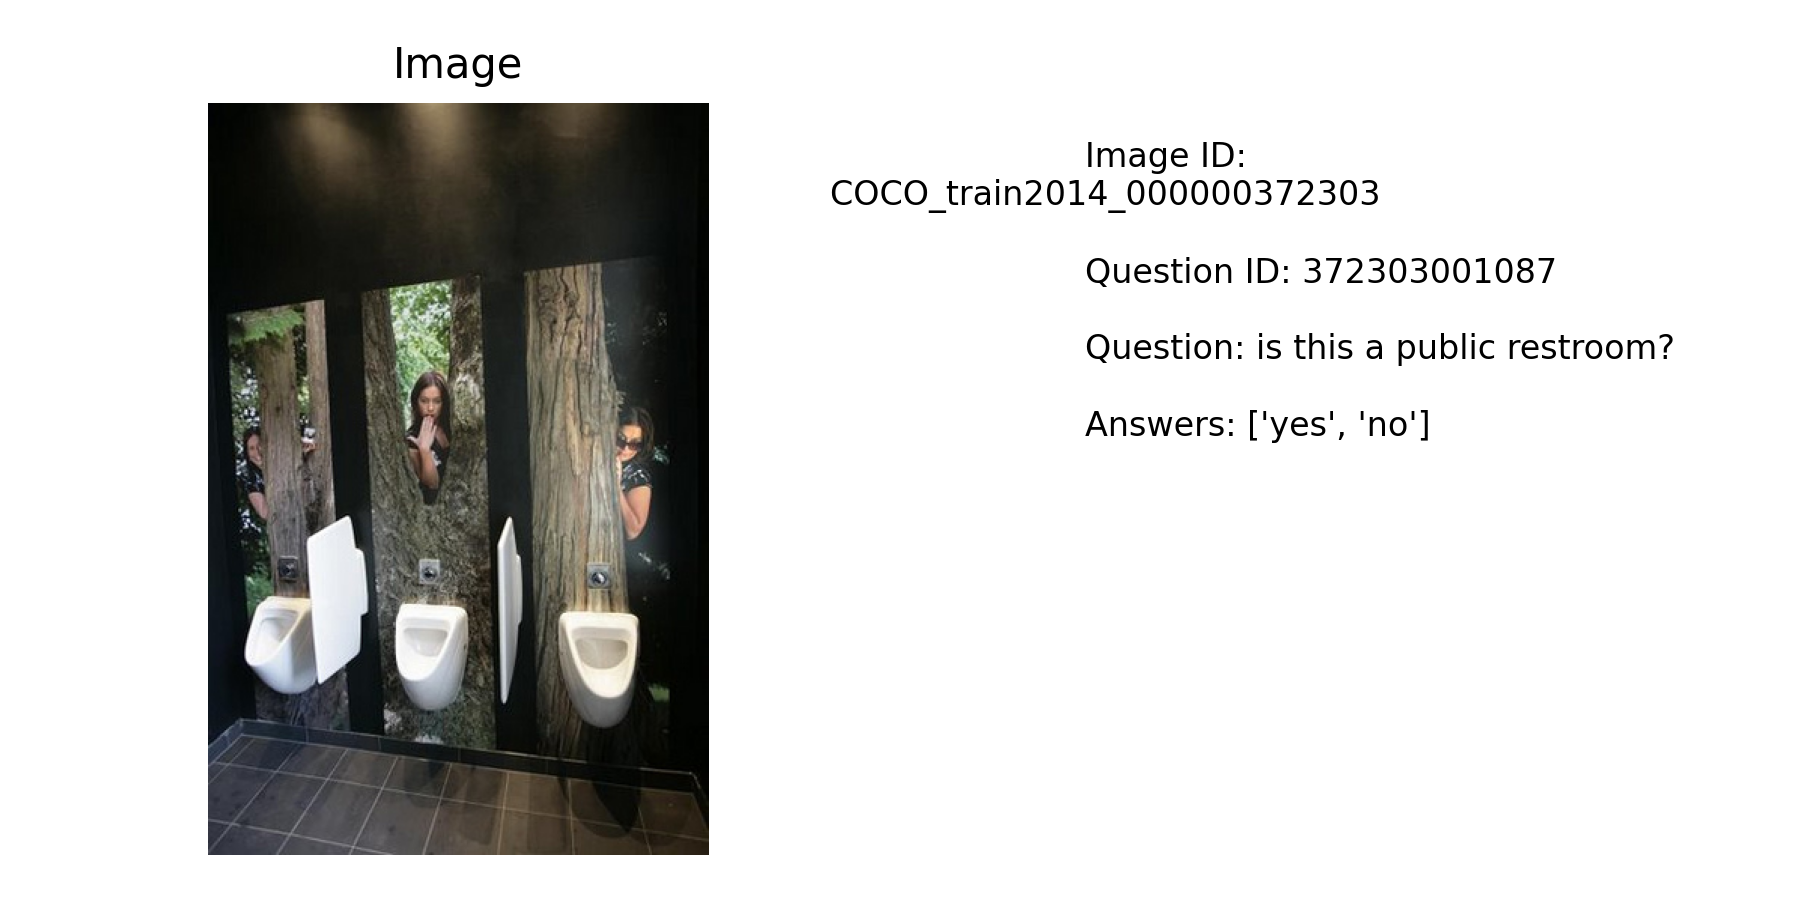 Image
Image ID:
COCO_train2014_000000372303
Question ID: 372303001087
Question: is this a public restroom?
Answers: ['yes', 'no']